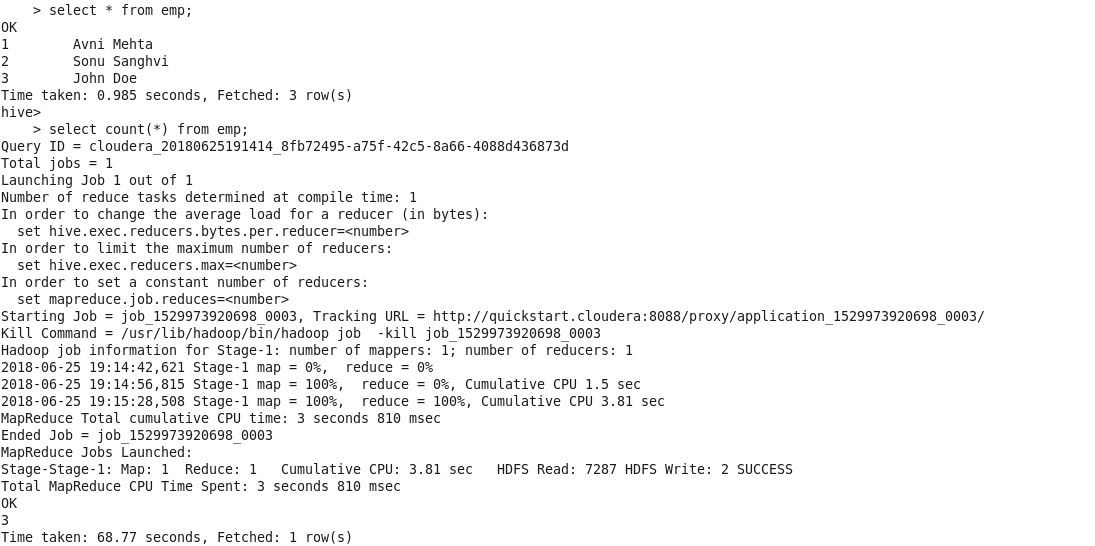 > select * from emp;
OK
1        Avni Mehta
2        Sonu Sanghvi
3        John Doe
Time taken: 0.985 seconds, Fetched: 3 row(s)
hive>
    > select count(*) from emp;
Query ID = cloudera_20180625191414_8fb72495-a75f-42c5-8a66-4088d436873d
Total jobs = 1
Launching Job 1 out of 1
Number of reduce tasks determined at compile time: 1
In order to change the average load for a reducer (in bytes):
  set hive.exec.reducers.bytes.per.reducer=<number>
In order to limit the maximum number of reducers:
  set hive.exec.reducers.max=<number>
In order to set a constant number of reducers:
  set mapreduce.job.reduces=<number>
Starting Job = job_1529973920698_0003, Tracking URL = http://quickstart.cloudera:8088/proxy/application_1529973920698_0003/
Kill Command = /usr/lib/hadoop/bin/hadoop job  -kill job_1529973920698_0003
Hadoop job information for Stage-1: number of mappers: 1; number of reducers: 1
2018-06-25 19:14:42,621 Stage-1 map = 0%,  reduce = 0%
2018-06-25 19:14:56,815 Stage-1 map = 100%,  reduce = 0%, Cumulative CPU 1.5 sec
2018-06-25 19:15:28,508 Stage-1 map = 100%,  reduce = 100%, Cumulative CPU 3.81 sec
MapReduce Total cumulative CPU time: 3 seconds 810 msec
Ended Job = job_1529973920698_0003
MapReduce Jobs Launched:
Stage-Stage-1: Map: 1  Reduce: 1   Cumulative CPU: 3.81 sec   HDFS Read: 7287 HDFS Write: 2 SUCCESS
Total MapReduce CPU Time Spent: 3 seconds 810 msec
OK
3
Time taken: 68.77 seconds, Fetched: 1 row(s)